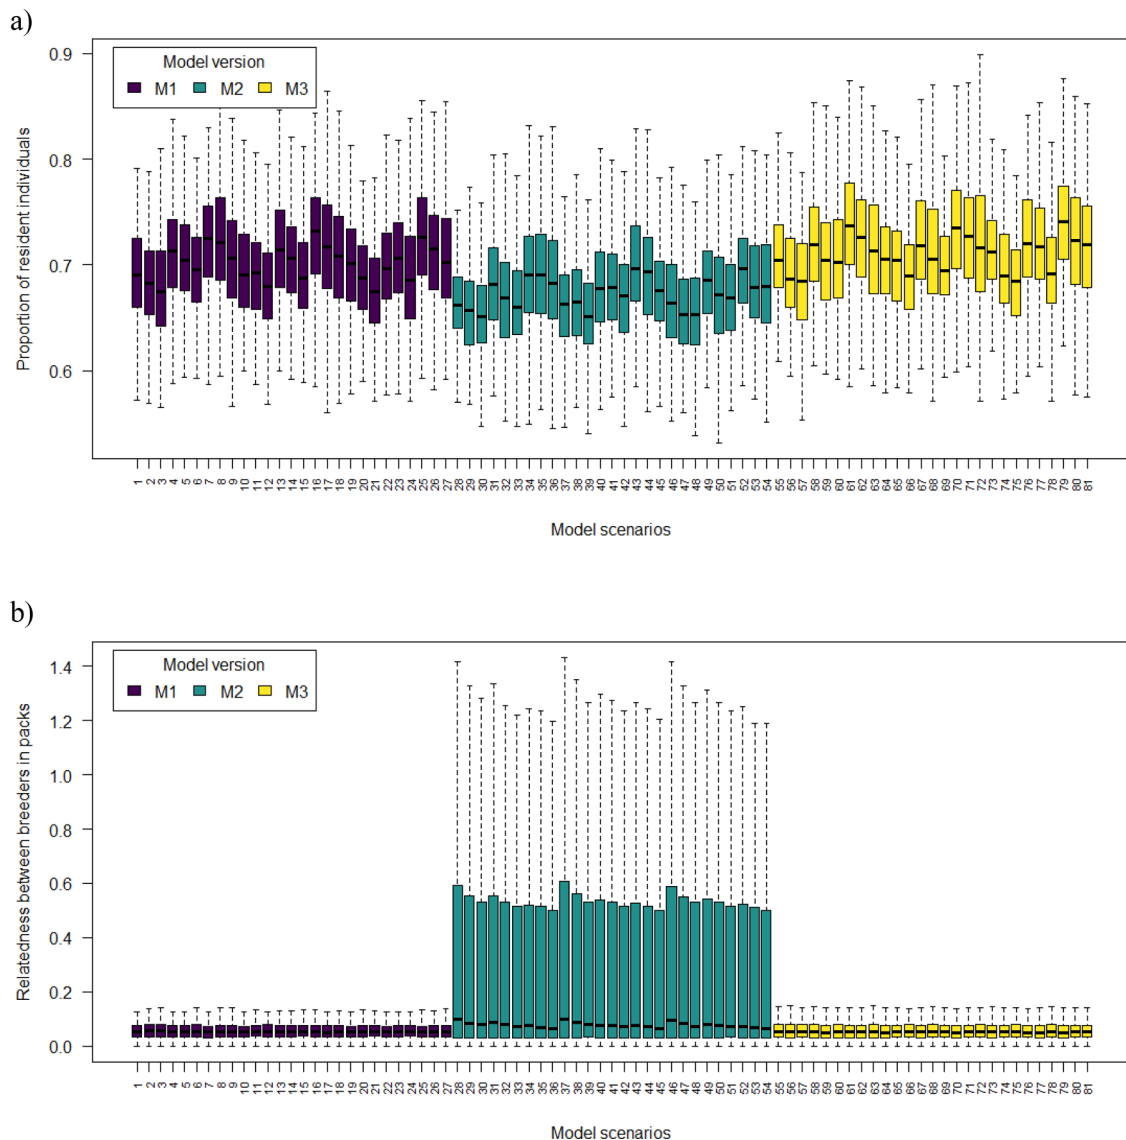 a)
Model version
M1 M2 M3
Proportion of resident individuals
0.9
0.8
0.7
0.6
1 2 3 4 5 6 7 8 9 10 11 12 13 14 15 16 17 18 19 20 21 22 23 24 25 26 27 28 29 30 31 32 33 34 35 36 37 38 39 40 41 42 43 44 45 46 47 48 49 50 51 52 53 54 55 56 57 58 59 60 61 62 63 64 65 66 67 68 69 70 71 72 73 74 75 76 77 78 79 80 81
Model scenarios
b)
Model version
M1 M2 M3
Relatedness between breeders in packs
1.4
1.2
1.0
0.8
0.6
0.4
0.2
0.0
1 2 3 4 5 6 7 8 9 10 11 12 13 14 15 16 17 18 19 20 21 22 23 24 25 26 27 28 29 30 31 32 33 34 35 36 37 38 39 40 41 42 43 44 45 46 47 48 49 50 51 52 53 54 55 56 57 58 59 60 61 62 63 64 65 66 67 68 69 70 71 72 73 74 75 76 77 78 79 80 81
Model scenarios